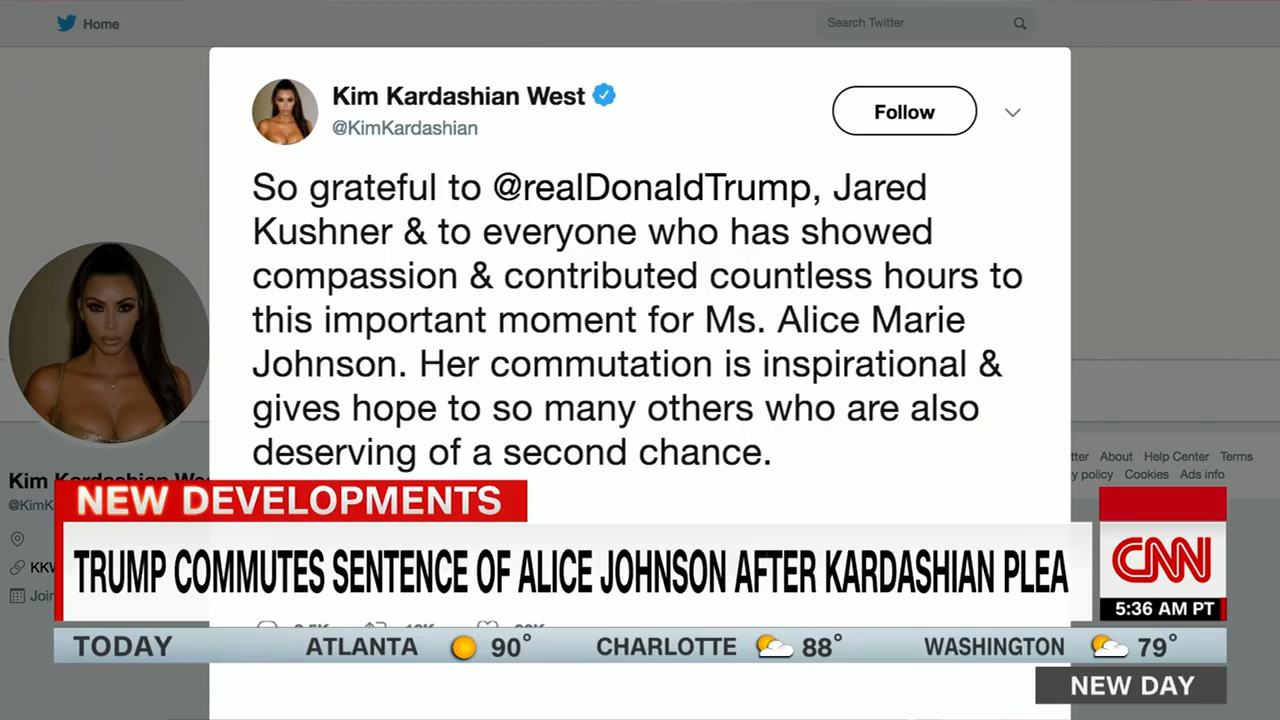 Home
Search Twitter
Kim Kardashian West
@KimKardashian
Follow
So grateful to @realDonaldTrump, Jared
Kushner & to everyone who has showed
compassion & contributed countless hours to
this important moment for Ms. Alice Marie
Johnson. Her commutation is inspirational &
gives hope to so many others who are also
deserving of a second chance.
About Help Center Terms
Cookies Ads info
Kim Kardashian
NEW DEVELOPMENTS
TRUMP COMMUTES SENTENCE OF ALICE JOHNSON AFTER KARDASHIAN PLEA
CNN
5:36 AM PT
TODAY ATLANTA 90° CHARLOTTE 88° WASHINGTON 79°
NEW DAY